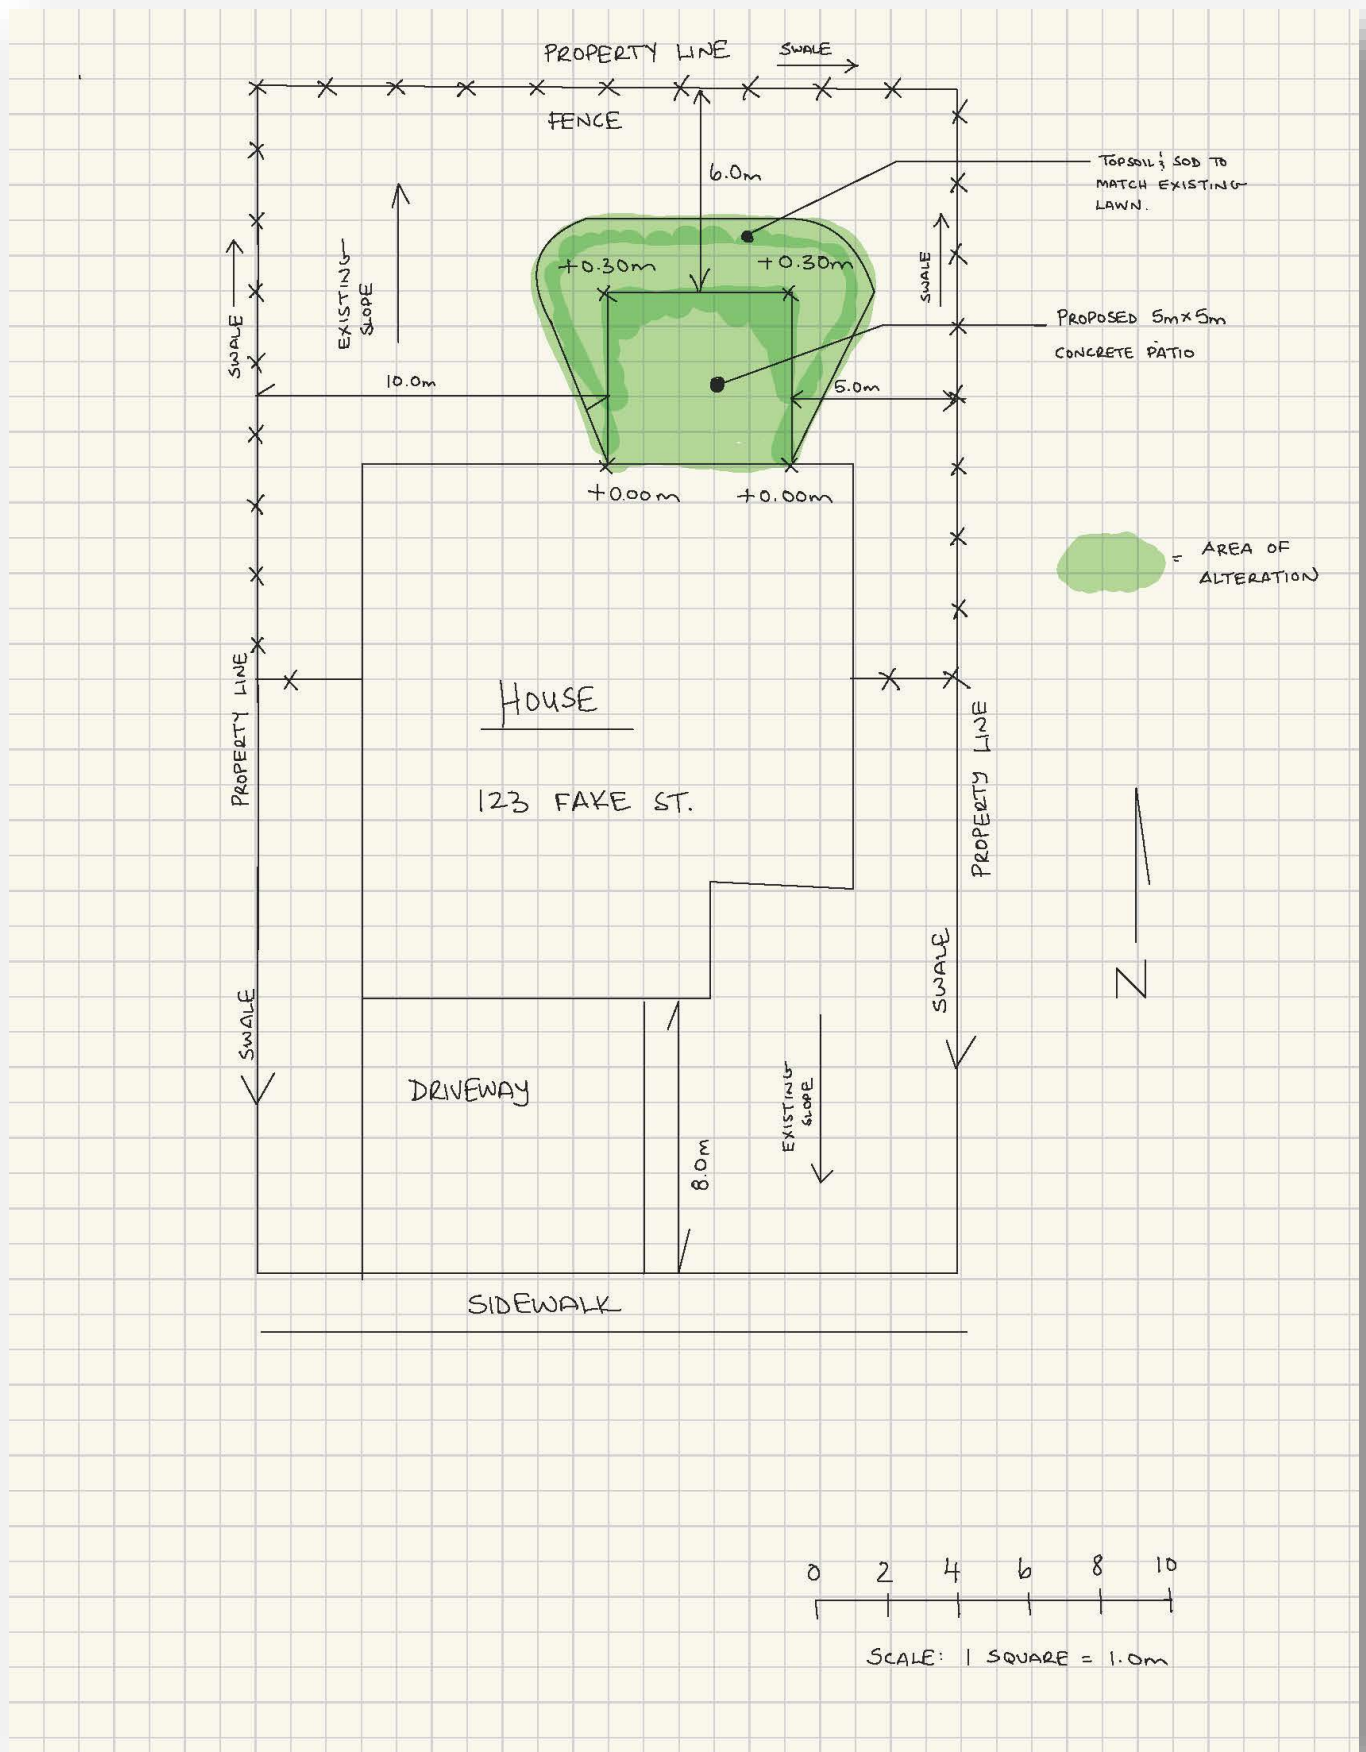 PROPERTY LINE
SWALE
FENCE
6.0m
TOPSOIL & SOD TO
MATCH EXISTING
LAWN.
SWALE
EXISTING
SLOPE
+0.30m
+0.30m
SWALE
PROPOSED 5m×5m
CONCRETE PATIO
10.0m
5.0m
+0.00m
+0.00m
= AREA OF
ALTERATION
PROPERTY LINE
HOUSE
123 FAKE ST.
PROPERTY LINE
SWALE
SWALE
N
DRIVEWAY
8.0m
EXISTING
SLOPE
SIDEWALK
0 2 4 6 8 10
SCALE: 1 SQUARE = 1.0m